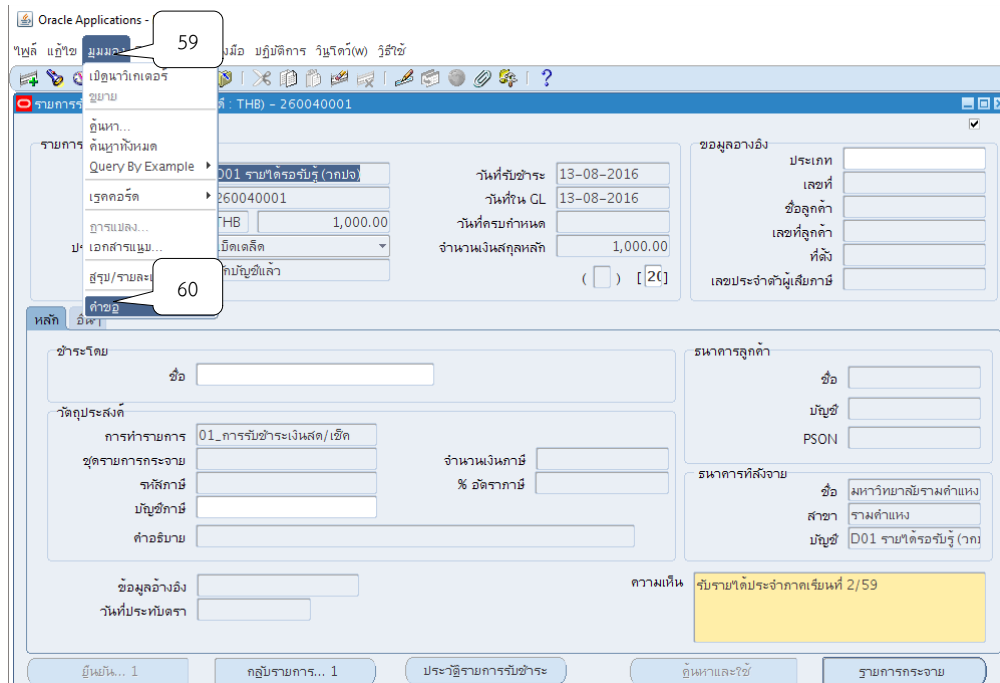 Oracle Applications -
ไฟล์ แก้ไข มุมมอง งมือ ปฏิบัติการ วินโดว์(W) วิธีใช้
59
เปิดนาวิเกเตอร์
ขยาย
ค้นหา...
ค้นหาทั้งหมด
Query By Example
เรคคอร์ด
การแปลง...
เอกสารแนบ...
สรุป/รายละ
คำขอ
60
รายการร ดี : THB) - 260040001
รายการ
D01 รายได้รอรับรู้ (วกปจ)
260040001
THB 1,000.00
ป เบ็ดเตล็ด
กบัญชีแล้ว
วันที่รับชำระ 13-08-2016
วันที่ใน GL 13-08-2016
วันที่ครบกำหนด
จำนวนเงินสกุลหลัก 1,000.00
( ) [20]
ข้อมูลอ้างอิง
ประเภท
เลขที่
ชื่อลูกค้า
เลขที่ลูกค้า
ที่ตั้ง
เลขประจำตัวผู้เสียภาษี
หลัก อื่นๆ
ชำระโดย
ชื่อ
วัตถุประสงค์
การทำรายการ 01_การรับชำระเงินสด/เช็ค
ชุดรายการกระจาย
รหัสภาษี
บัญชีภาษี
คำอธิบาย
จำนวนเงินภาษี
% อัตราภาษี
ธนาคารลูกค้า
ชื่อ
บัญชี
PSON
ธนาคารที่สั่งจ่าย
ชื่อ มหาวิทยาลัยรามคำแหง
สาขา รามคำแหง
บัญชี D01 รายได้รอรับรู้ (วกป
ข้อมูลอ้างอิง
วันที่ประทับตรา
ความเห็น รับรายได้ประจำภาคเรียนที่ 2/59
ยืนยัน... 1 กลับรายการ... 1 ประวัติรายการรับชำระ ค้นหาและใช้ รายการกระจาย